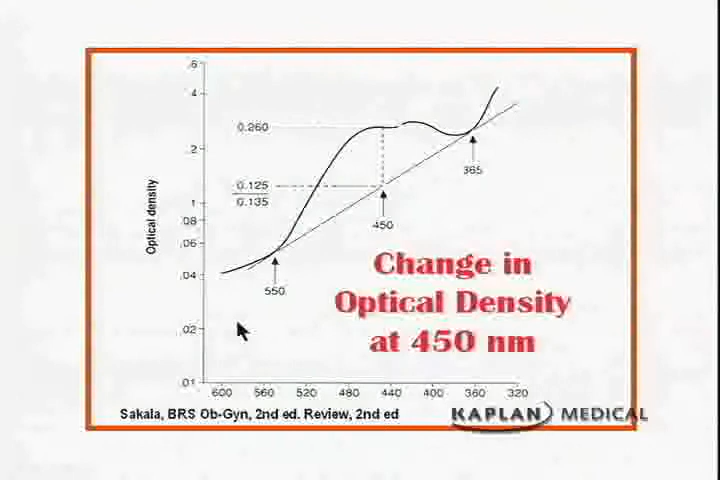 .6
.4
.2
.1
.08
.06
.04
.02
.01
Optical density
0.260
0.125
0.135
550
450
365
Change in
Optical Density
at 450 nm
600 560 520 480 440 400 360 320
Sakala, BRS Ob-Gyn, 2nd ed. Review, 2nd ed
KAPLAN MEDICAL